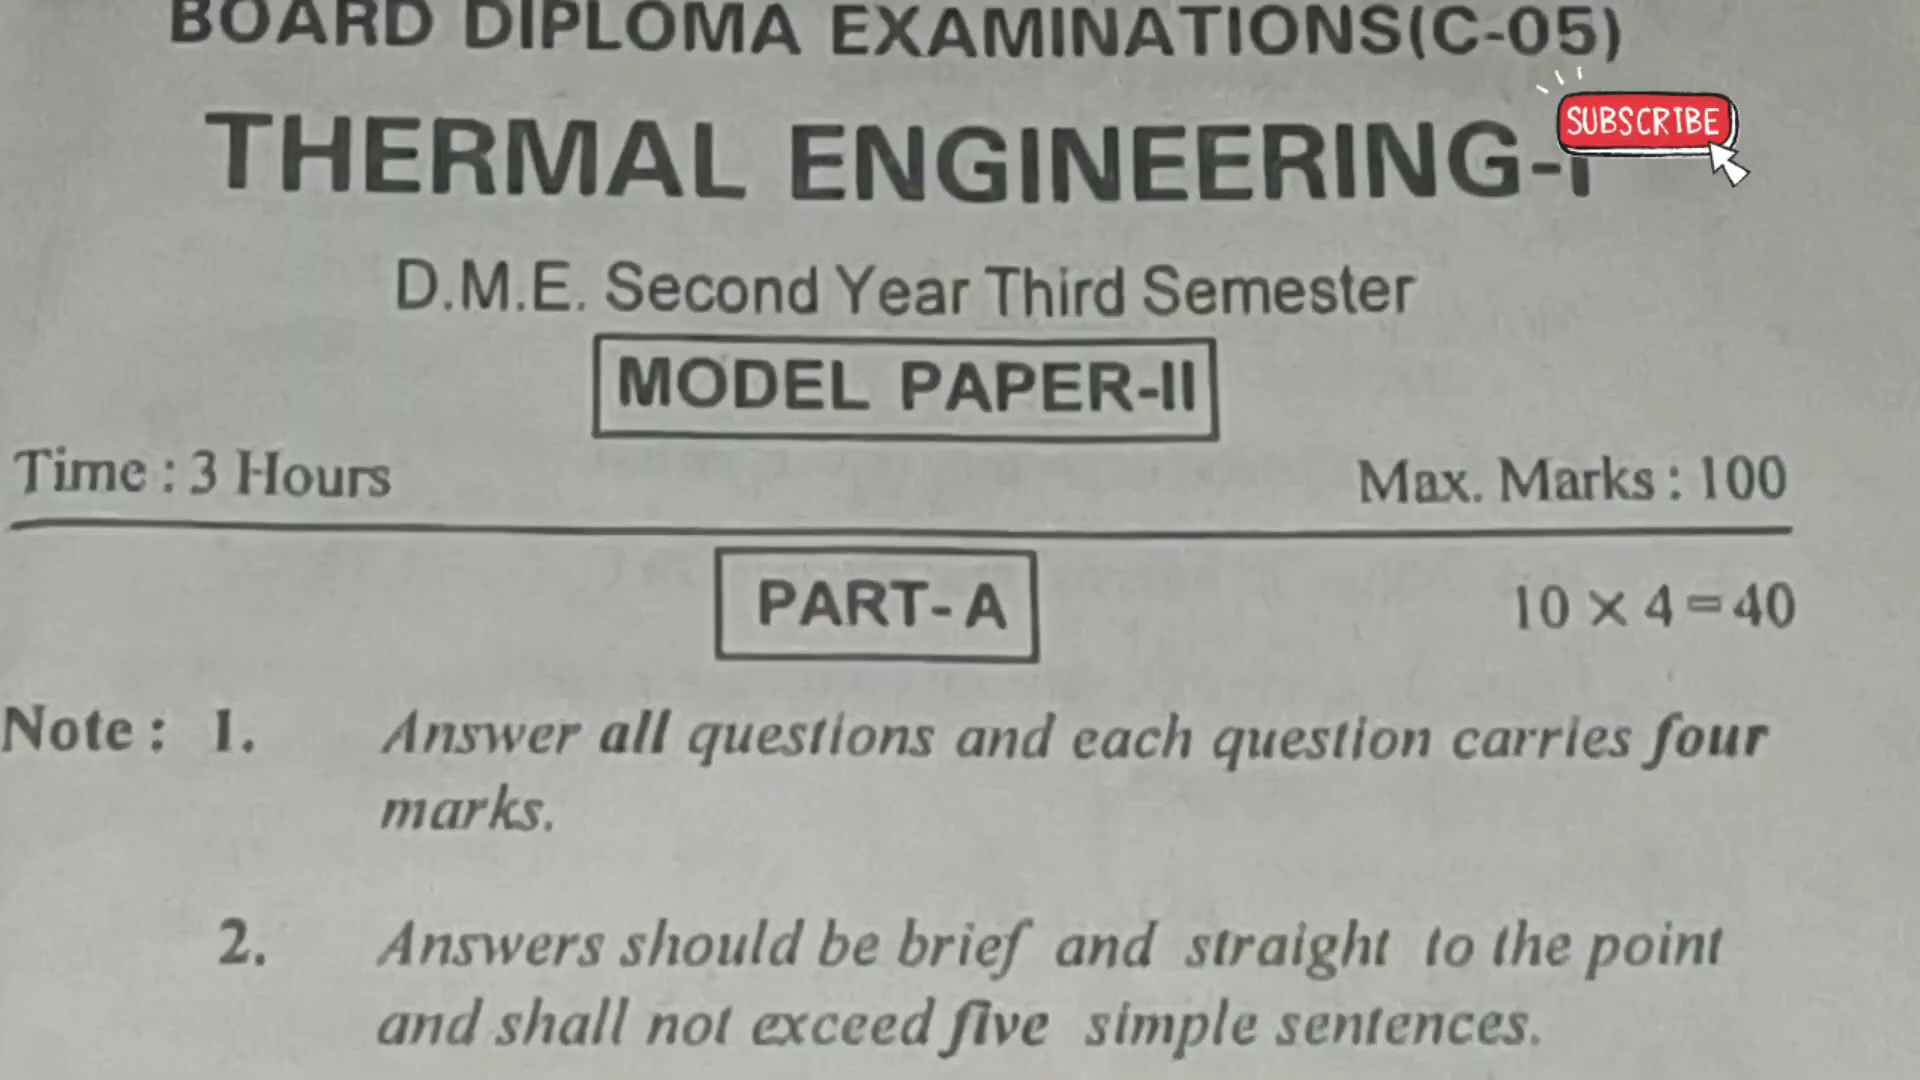 BOARD DIPLOMA EXAMINATIONS(C-05)
THERMAL ENGINEERING-I
SUBSCRIBE
D.M.E. Second Year Third Semester
MODEL PAPER-II
Time : 3 Hours Max. Marks : 100
PART- A 10 × 4 = 40
Note : 1. Answer all questions and each question carries four
marks.
2. Answers should be brief and straight to the point
and shall not exceed five simple sentences.